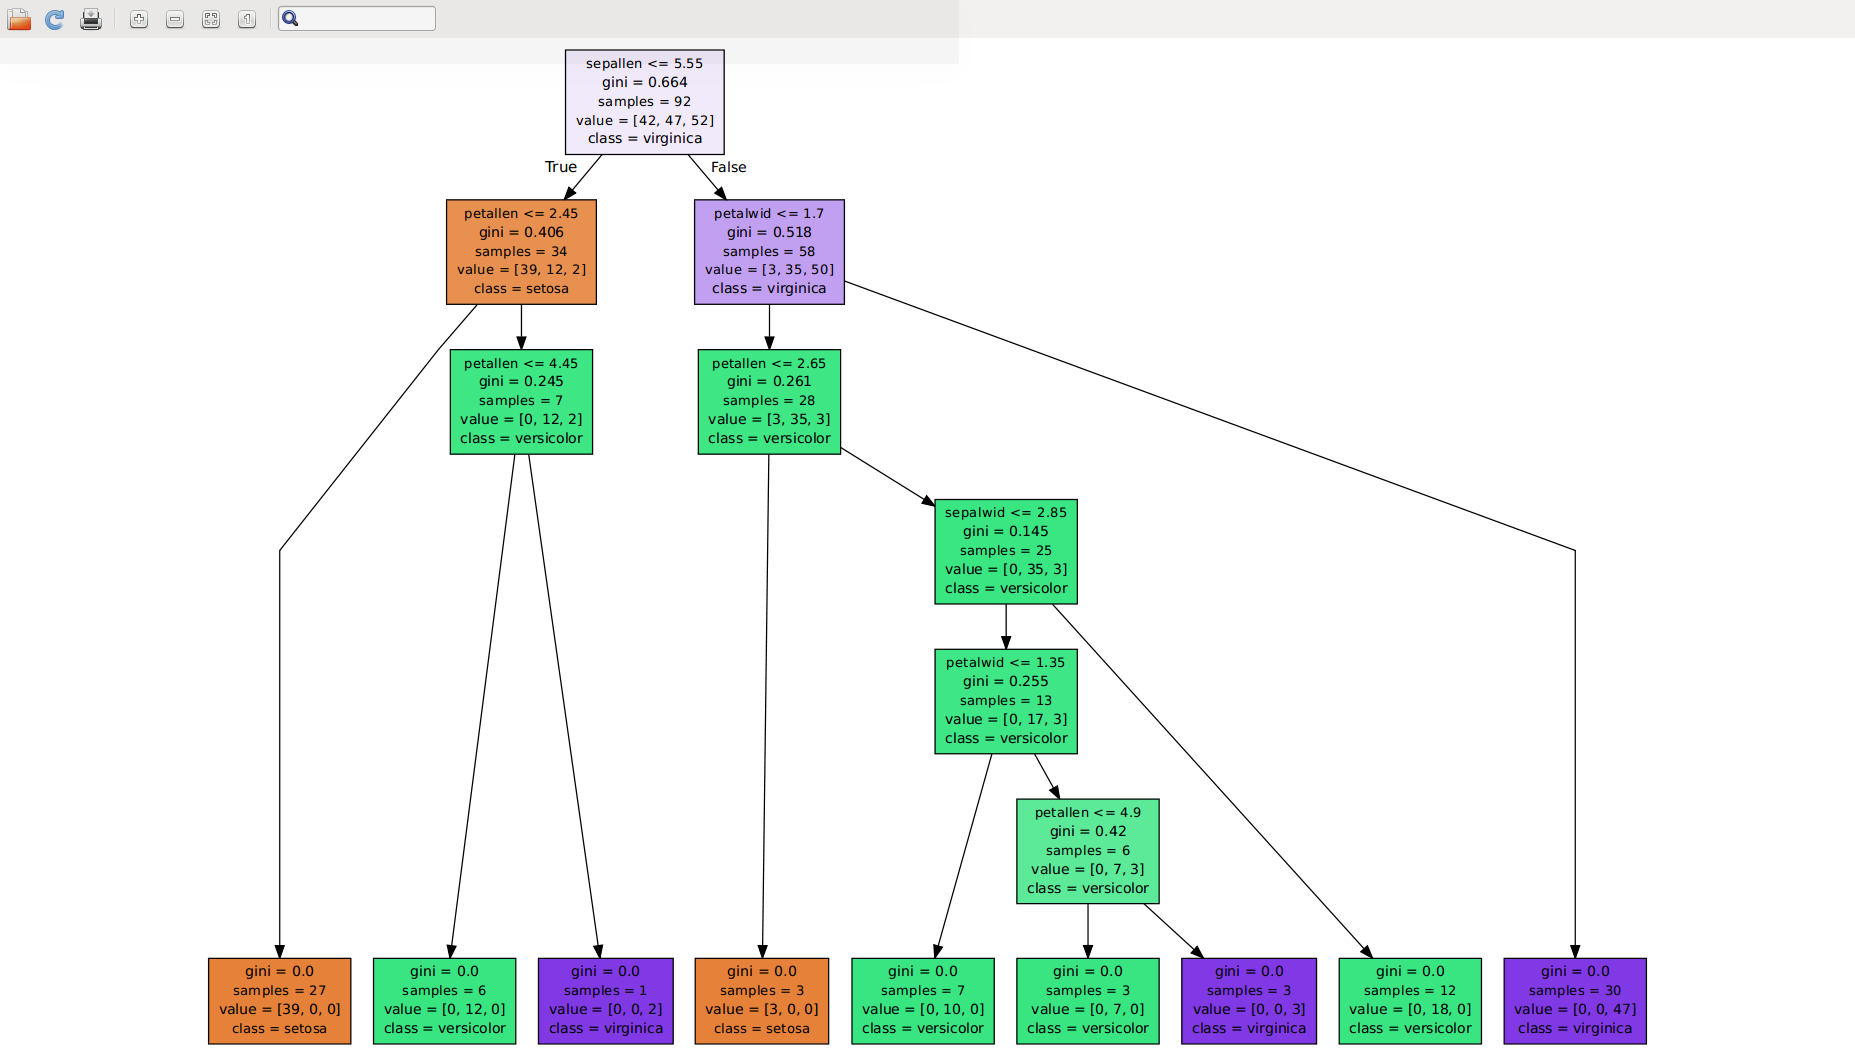 1
sepallen <= 5.55
gini = 0.664
samples = 92
value = [42, 47, 52]
class = virginica
True
False
petallen <= 2.45
gini = 0.406
samples = 34
value = [39, 12, 2]
class = setosa
petalwid <= 1.7
gini = 0.518
samples = 58
value = [3, 35, 50]
class = virginica
petallen <= 4.45
gini = 0.245
samples = 7
value = [0, 12, 2]
class = versicolor
petallen <= 2.65
gini = 0.261
samples = 28
value = [3, 35, 3]
class = versicolor
sepalwid <= 2.85
gini = 0.145
samples = 25
value = [0, 35, 3]
class = versicolor
petalwid <= 1.35
gini = 0.255
samples = 13
value = [0, 17, 3]
class = versicolor
petallen <= 4.9
gini = 0.42
samples = 6
value = [0, 7, 3]
class = versicolor
gini = 0.0
samples = 27
value = [39, 0, 0]
class = setosa
gini = 0.0
samples = 6
value = [0, 12, 0]
class = versicolor
gini = 0.0
samples = 1
value = [0, 0, 2]
class = virginica
gini = 0.0
samples = 3
value = [3, 0, 0]
class = setosa
gini = 0.0
samples = 7
value = [0, 10, 0]
class = versicolor
gini = 0.0
samples = 3
value = [0, 7, 0]
class = versicolor
gini = 0.0
samples = 3
value = [0, 0, 3]
class = virginica
gini = 0.0
samples = 12
value = [0, 18, 0]
class = versicolor
gini = 0.0
samples = 30
value = [0, 0, 47]
class = virginica